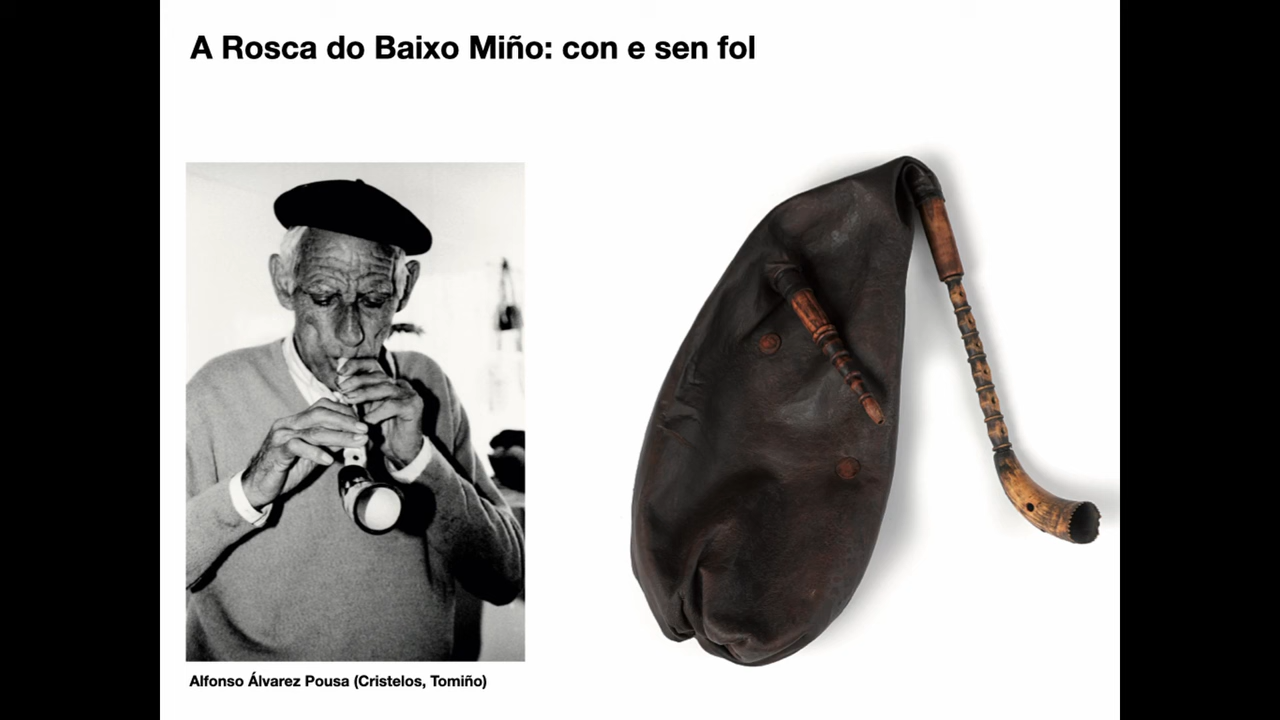 A Rosca do Baixo Miño: con e sen fol
Alfonso Álvarez Pousa (Cristelos, Tomiño)